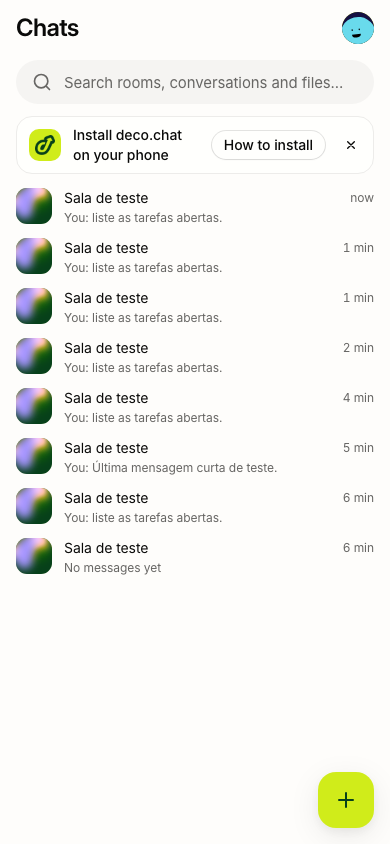 Chats
Search rooms, conversations and files...
Install deco.chat
on your phone
How to install
Sala de teste
now
You: liste as tarefas abertas.
Sala de teste
1 min
You: liste as tarefas abertas.
Sala de teste
1 min
You: liste as tarefas abertas.
Sala de teste
2 min
You: liste as tarefas abertas.
Sala de teste
4 min
You: liste as tarefas abertas.
Sala de teste
5 min
You: Última mensagem curta de teste.
Sala de teste
6 min
You: liste as tarefas abertas.
Sala de teste
6 min
No messages yet